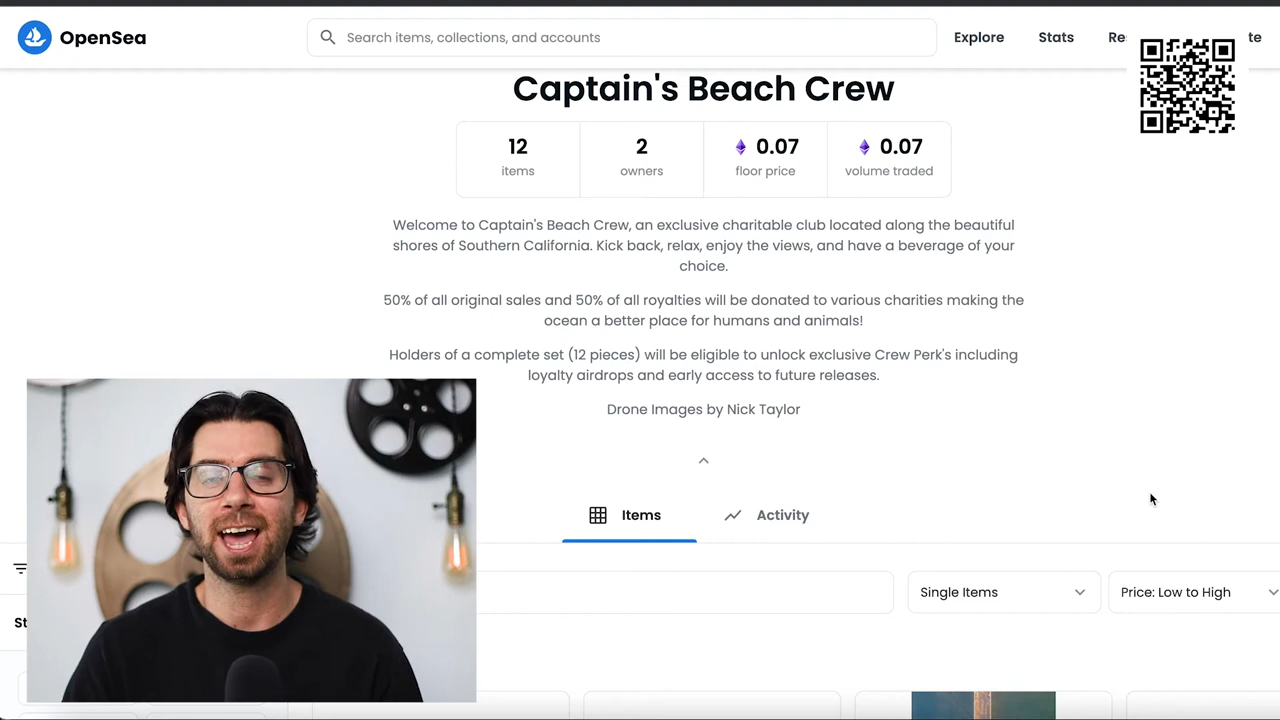 OpenSea
Search items, collections, and accounts
Explore
Stats
Captain's Beach Crew
12
items
2
owners
0.07
floor price
0.07
volume traded
Welcome to Captain's Beach Crew, an exclusive charitable club located along the beautiful
shores of Southern California. Kick back, relax, enjoy the views, and have a beverage of your
choice.
50% of all original sales and 50% of all royalties will be donated to various charities making the
ocean a better place for humans and animals!
Holders of a complete set (12 pieces) will be eligible to unlock exclusive Crew Perk's including
loyalty airdrops and early access to future releases.
Drone Images by Nick Taylor
Items
Activity
Single Items
Price: Low to High